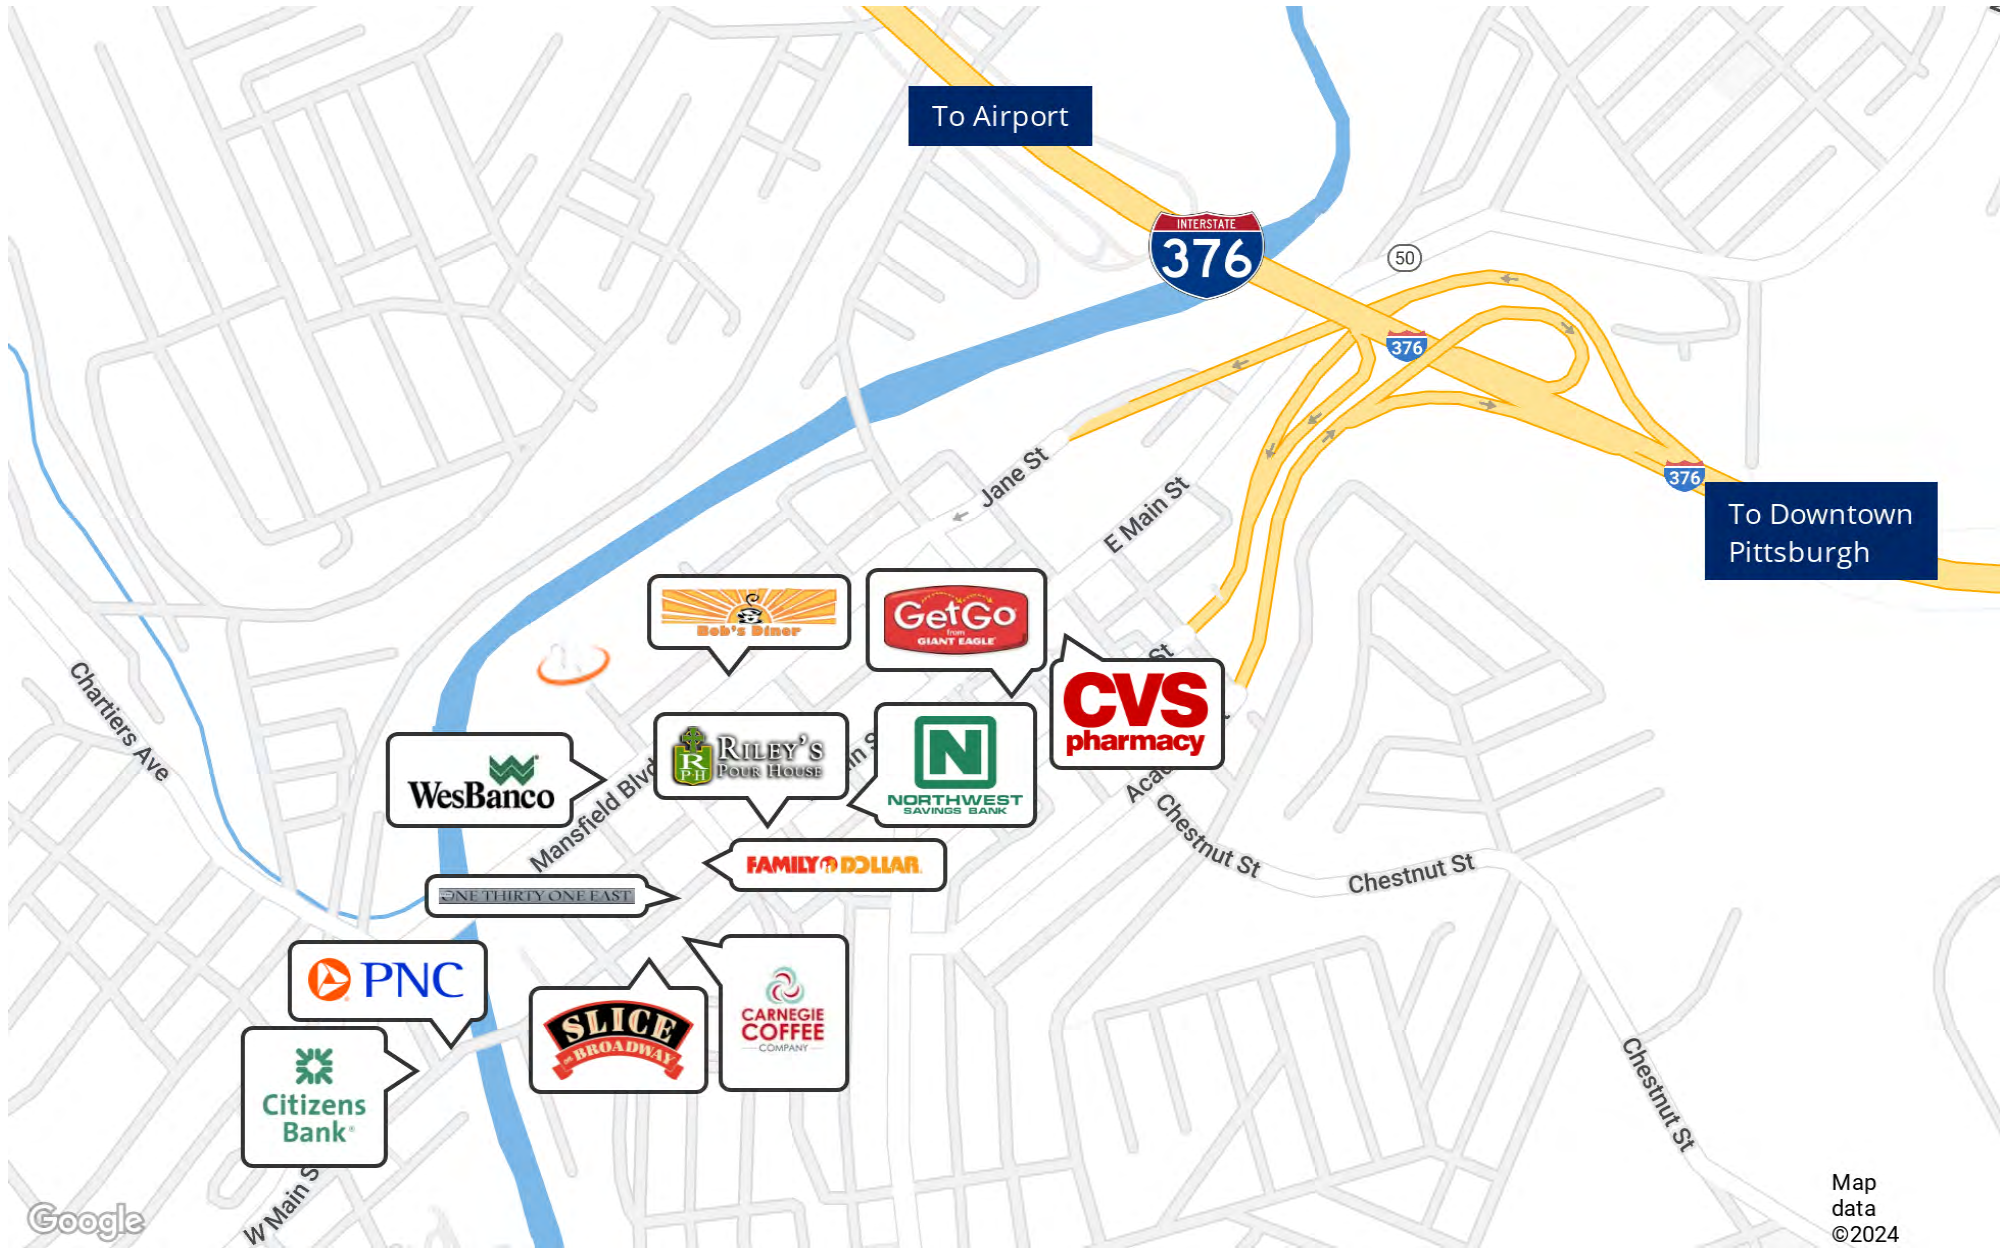 To Airport
INTERSTATE
376
50
376
376
To Downtown
Pittsburgh
Jane St
E Main St
Bob's Diner
GetGo
from
GIANT EAGLE
St
CVS
pharmacy
Chartiers Ave
WesBanco
RILEY'S
POUR HOUSE
R
P·H
in S
N
NORTHWEST
SAVINGS BANK
Mansfield Blvd
Aca
Chestnut St
Chestnut St
FAMILY DOLLAR
ONE THIRTY ONE EAST
PNC
SLICE
on BROADWAY
CARNEGIE
COFFEE
COMPANY
Citizens
Bank
Chestnut St
W Main S
Google
Map
data
©2024